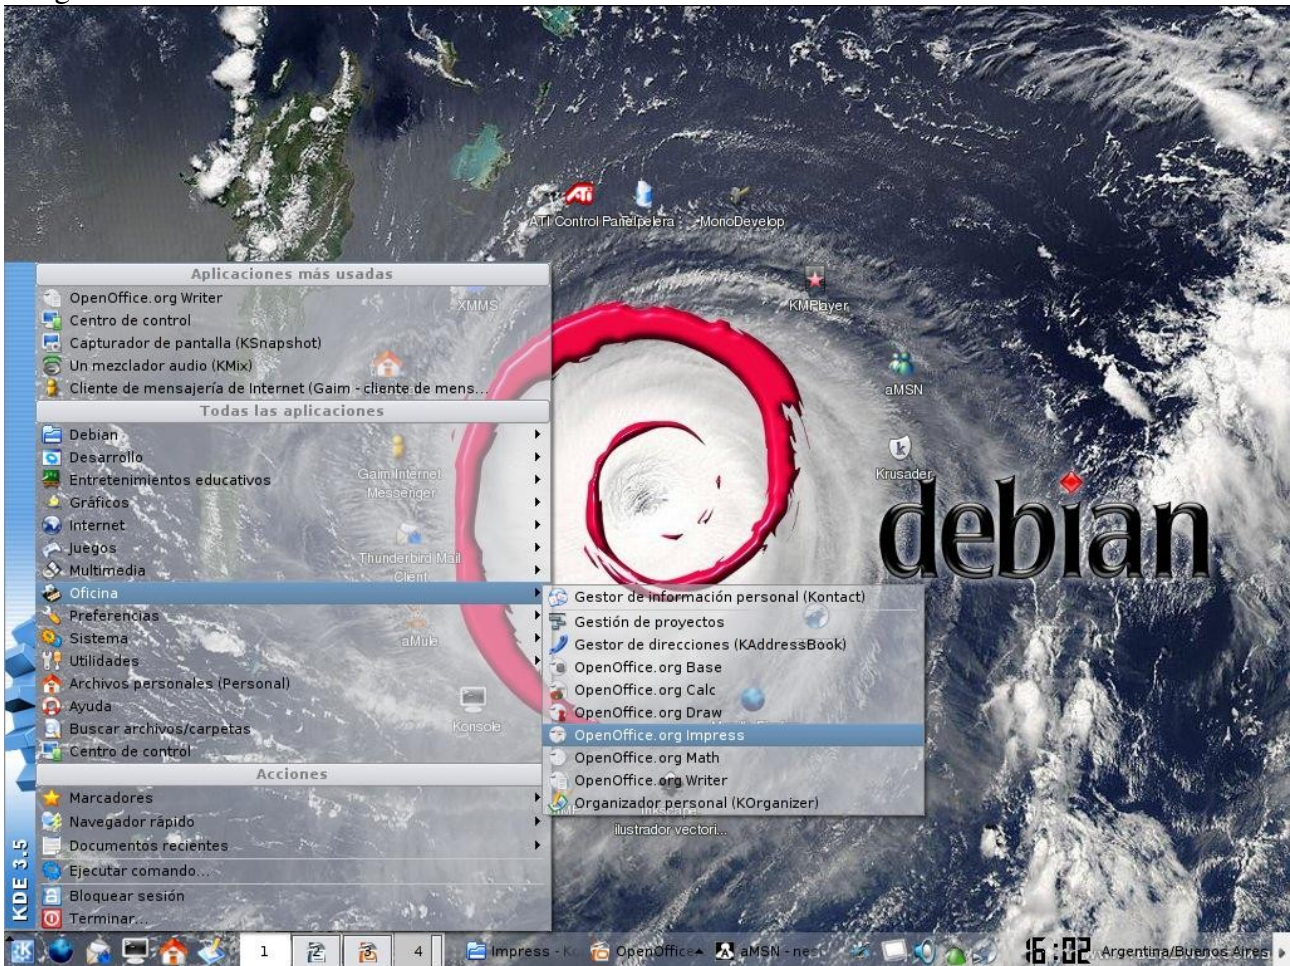 ATI Control Panel
Papelera
MonoDevelop
KMPlayer
XMMS
aMSN
Krusader
Gaim Internet
Messenger
Thunderbird Mail
Client
aMule
Konsole
debian
Aplicaciones más usadas
OpenOffice.org Writer
Centro de control
Capturador de pantalla (KSnapshot)
Un mezclador audio (KMix)
Cliente de mensajería de Internet (Gaim - cliente de mens...
Todas las aplicaciones
Debian
Desarrollo
Entretenimientos educativos
Gráficos
Internet
Juegos
Multimedia
Oficina
Preferencias
Sistema
Utilidades
Archivos personales (Personal)
Ayuda
Buscar archivos/carpetas
Centro de control
Acciones
Marcadores
Navegador rápido
Documentos recientes
Ejecutar comando...
Bloquear sesión
Terminar...
KDE 3.5
Gestor de información personal (Kontact)
Gestión de proyectos
Gestor de direcciones (KAddressBook)
OpenOffice.org Base
OpenOffice.org Calc
OpenOffice.org Draw
OpenOffice.org Impress
OpenOffice.org Math
OpenOffice.org Writer
Organizador personal (KOrganizer)
Inkscape
ilustrador vectori...
1 2 3 4
Impress - Ko
OpenOffice
aMSN - nes
16:02
Argentina/Buenos Aires